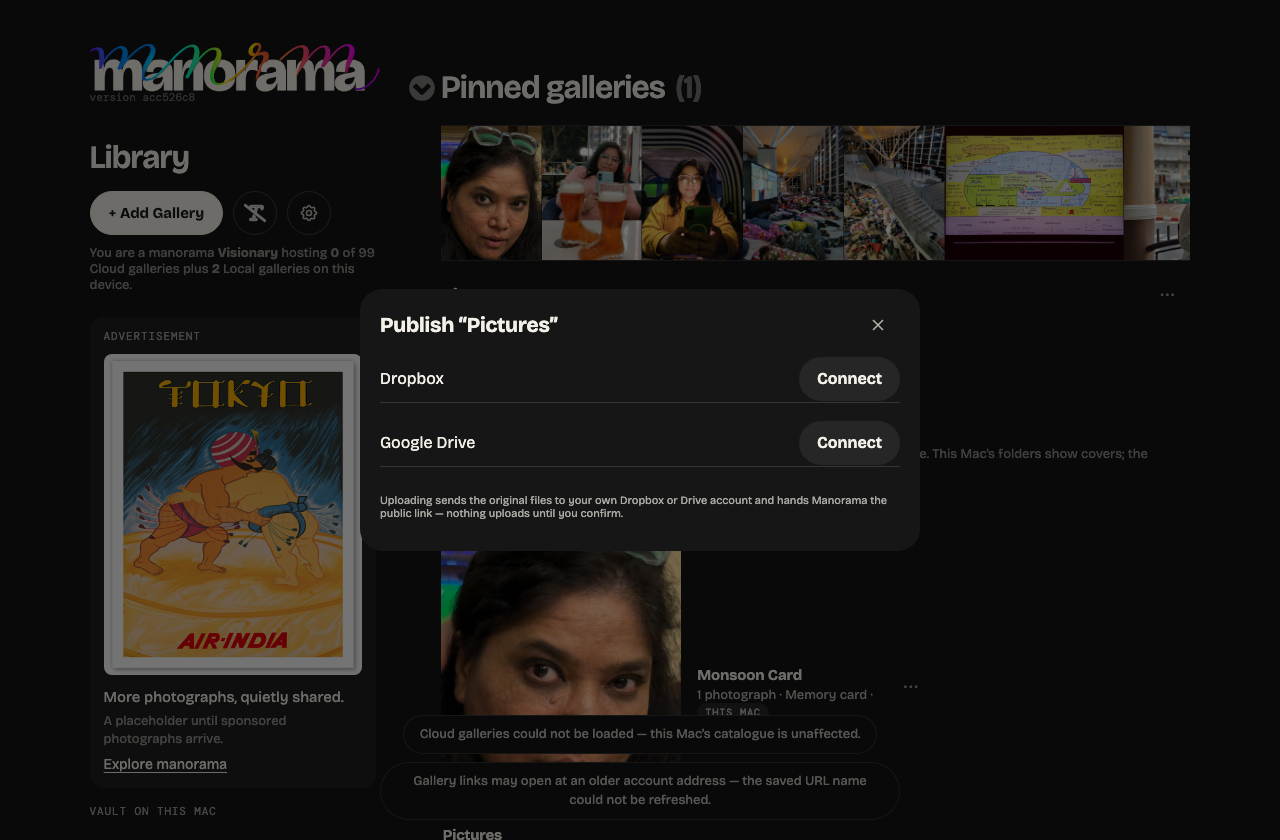 manorama
version acc526c8
Library
+ Add Gallery
You are a manorama Visionary hosting 0 of 99
Cloud galleries plus 2 Local galleries on this
device.
ADVERTISEMENT
TOKYO
AIR-INDIA
More photographs, quietly shared.
A placeholder until sponsored
photographs arrive.
Explore manorama
VAULT ON THIS MAC
Pinned galleries (1)
Publish “Pictures”
Dropbox
Connect
Google Drive
Connect
Uploading sends the original files to your own Dropbox or Drive account and hands Manorama the
public link — nothing uploads until you confirm.
e. This Mac's folders show covers; the
Monsoon Card
1 photograph · Memory card ·
THIS MAC
Cloud galleries could not be loaded — this Mac's catalogue is unaffected.
Gallery links may open at an older account address — the saved URL name
could not be refreshed.
Pictures